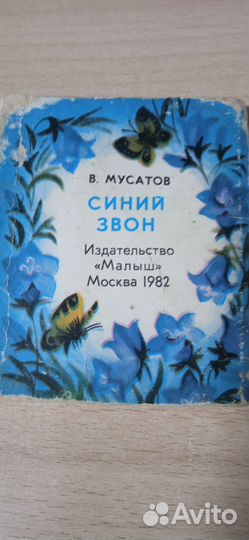 В. МУСАТОВ
СИНИЙ
ЗВОН
Издательство
«Малыш»
Москва 1982
Avito